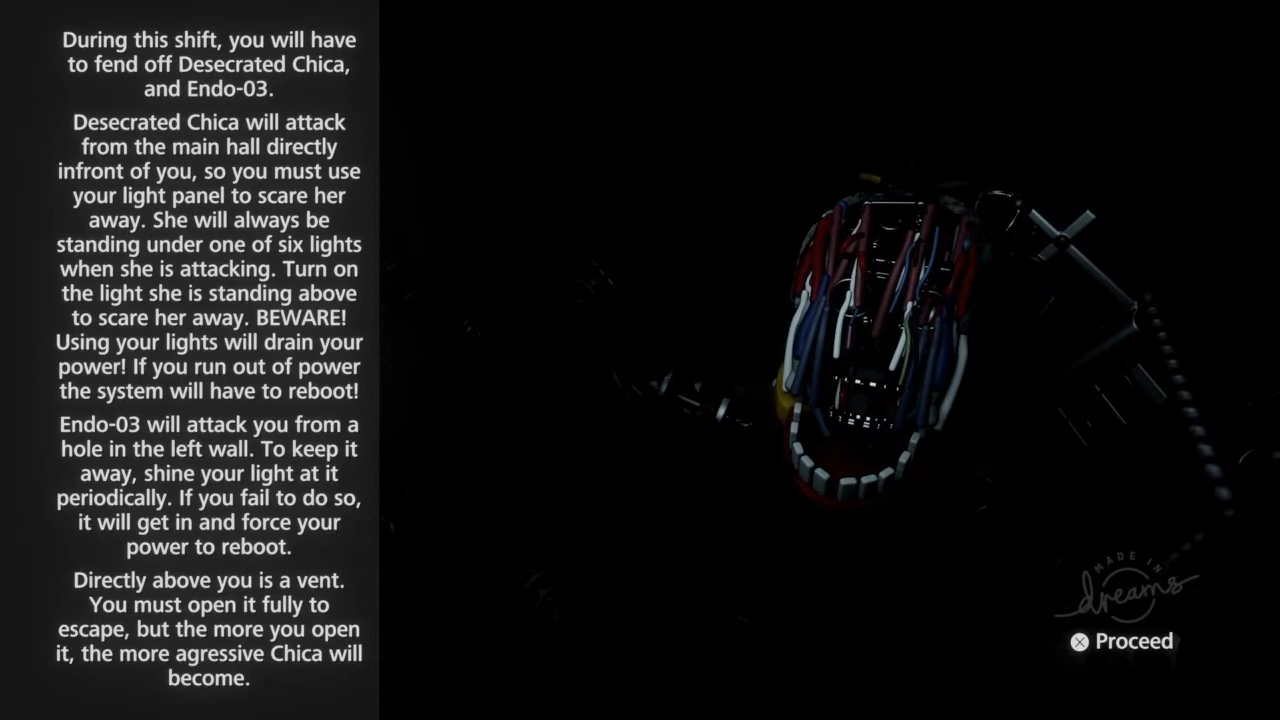 During this shift, you will have
to fend off Desecrated Chica,
and Endo-03.
Desecrated Chica will attack
from the main hall directly
infront of you, so you must use
your light panel to scare her
away. She will always be
standing under one of six lights
when she is attacking. Turn on
the light she is standing above
to scare her away. BEWARE!
Using your lights will drain your
power! If you run out of power
the system will have to reboot!
Endo-03 will attack you from a
hole in the left wall. To keep it
away, shine your light at it
periodically. If you fail to do so,
it will get in and force your
power to reboot.
Directly above you is a vent.
You must open it fully to
escape, but the more you open
it, the more agressive Chica will
become.
MADE IN
dreams
Proceed